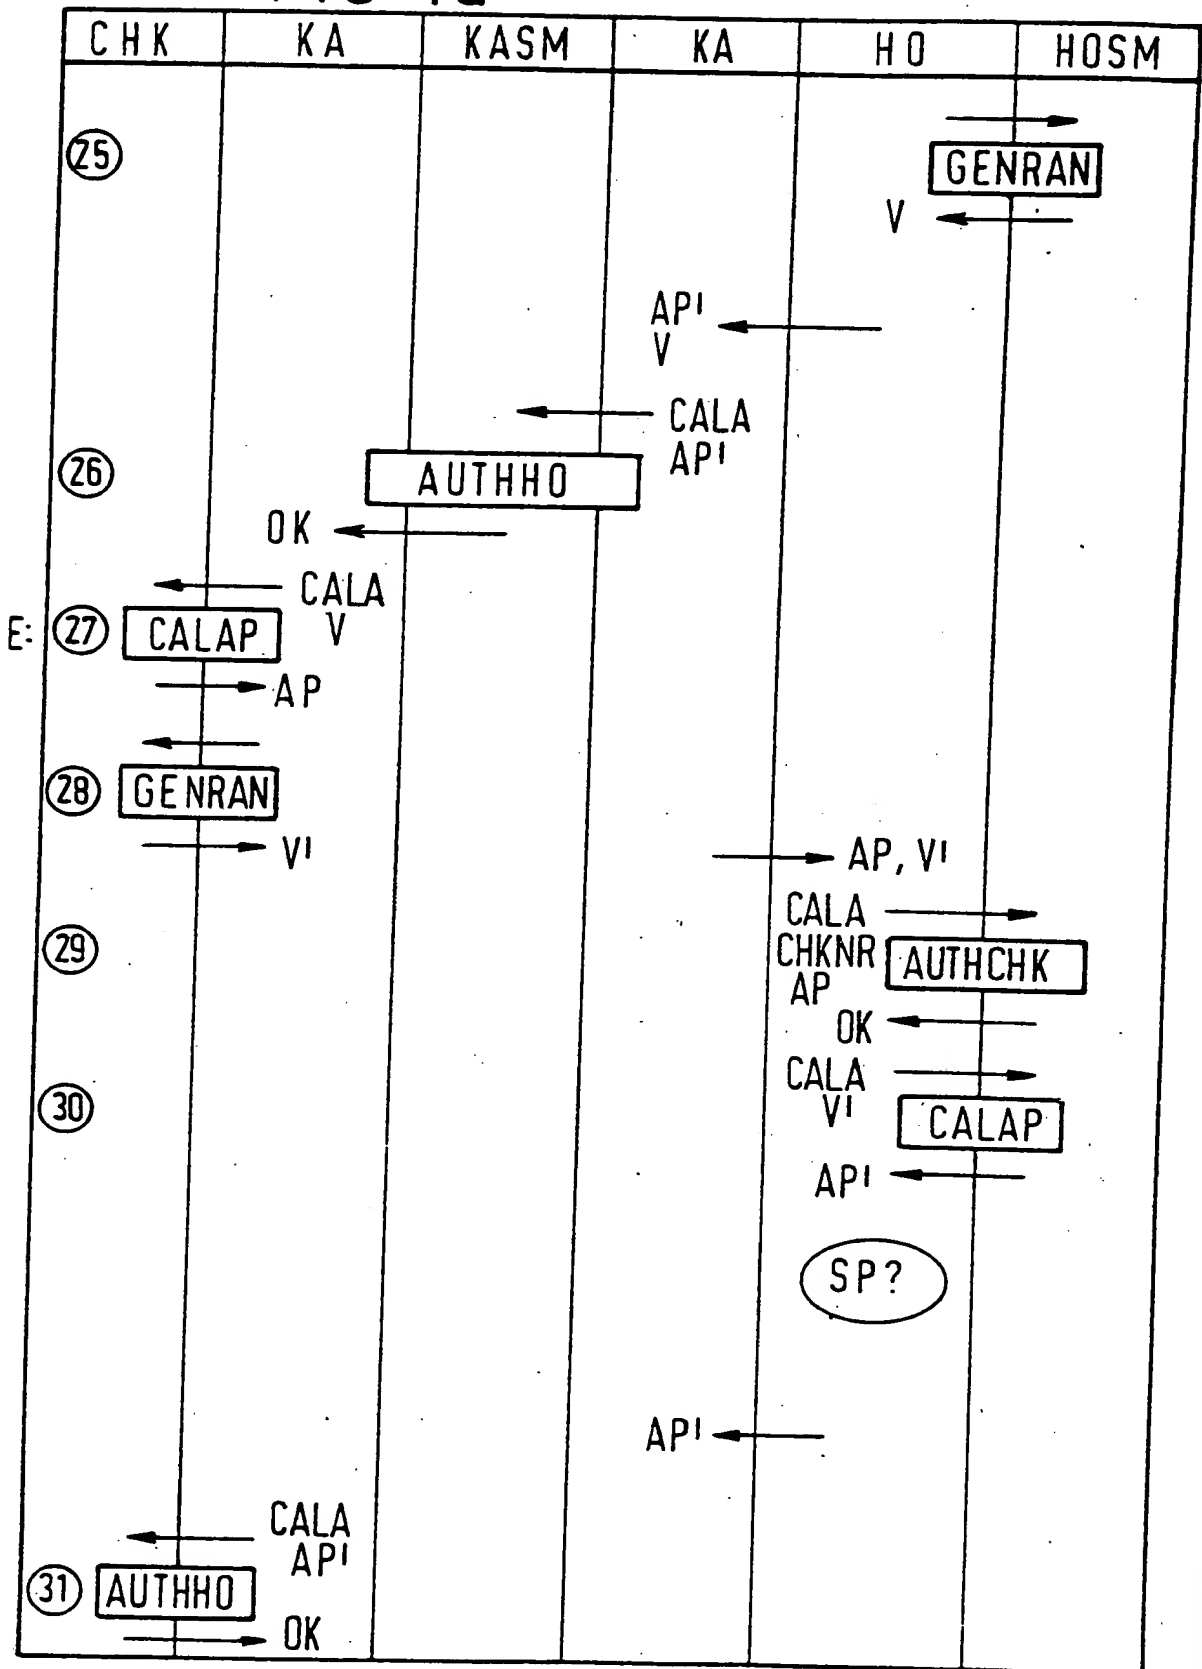 CHK KA KASM KA HO HOSM
25
GENRAN
V
AP'
V
CALA
AP'
26
AUTHHO
OK
CALA
V
E: 27 CALAP
AP
28 GENRAN
V'
AP, V'
CALA
29 CHKNR AUTHCHK
AP
OK
CALA
30 V' CALAP
AP'
SP?
AP'
CALA
AP'
31 AUTHHO
OK